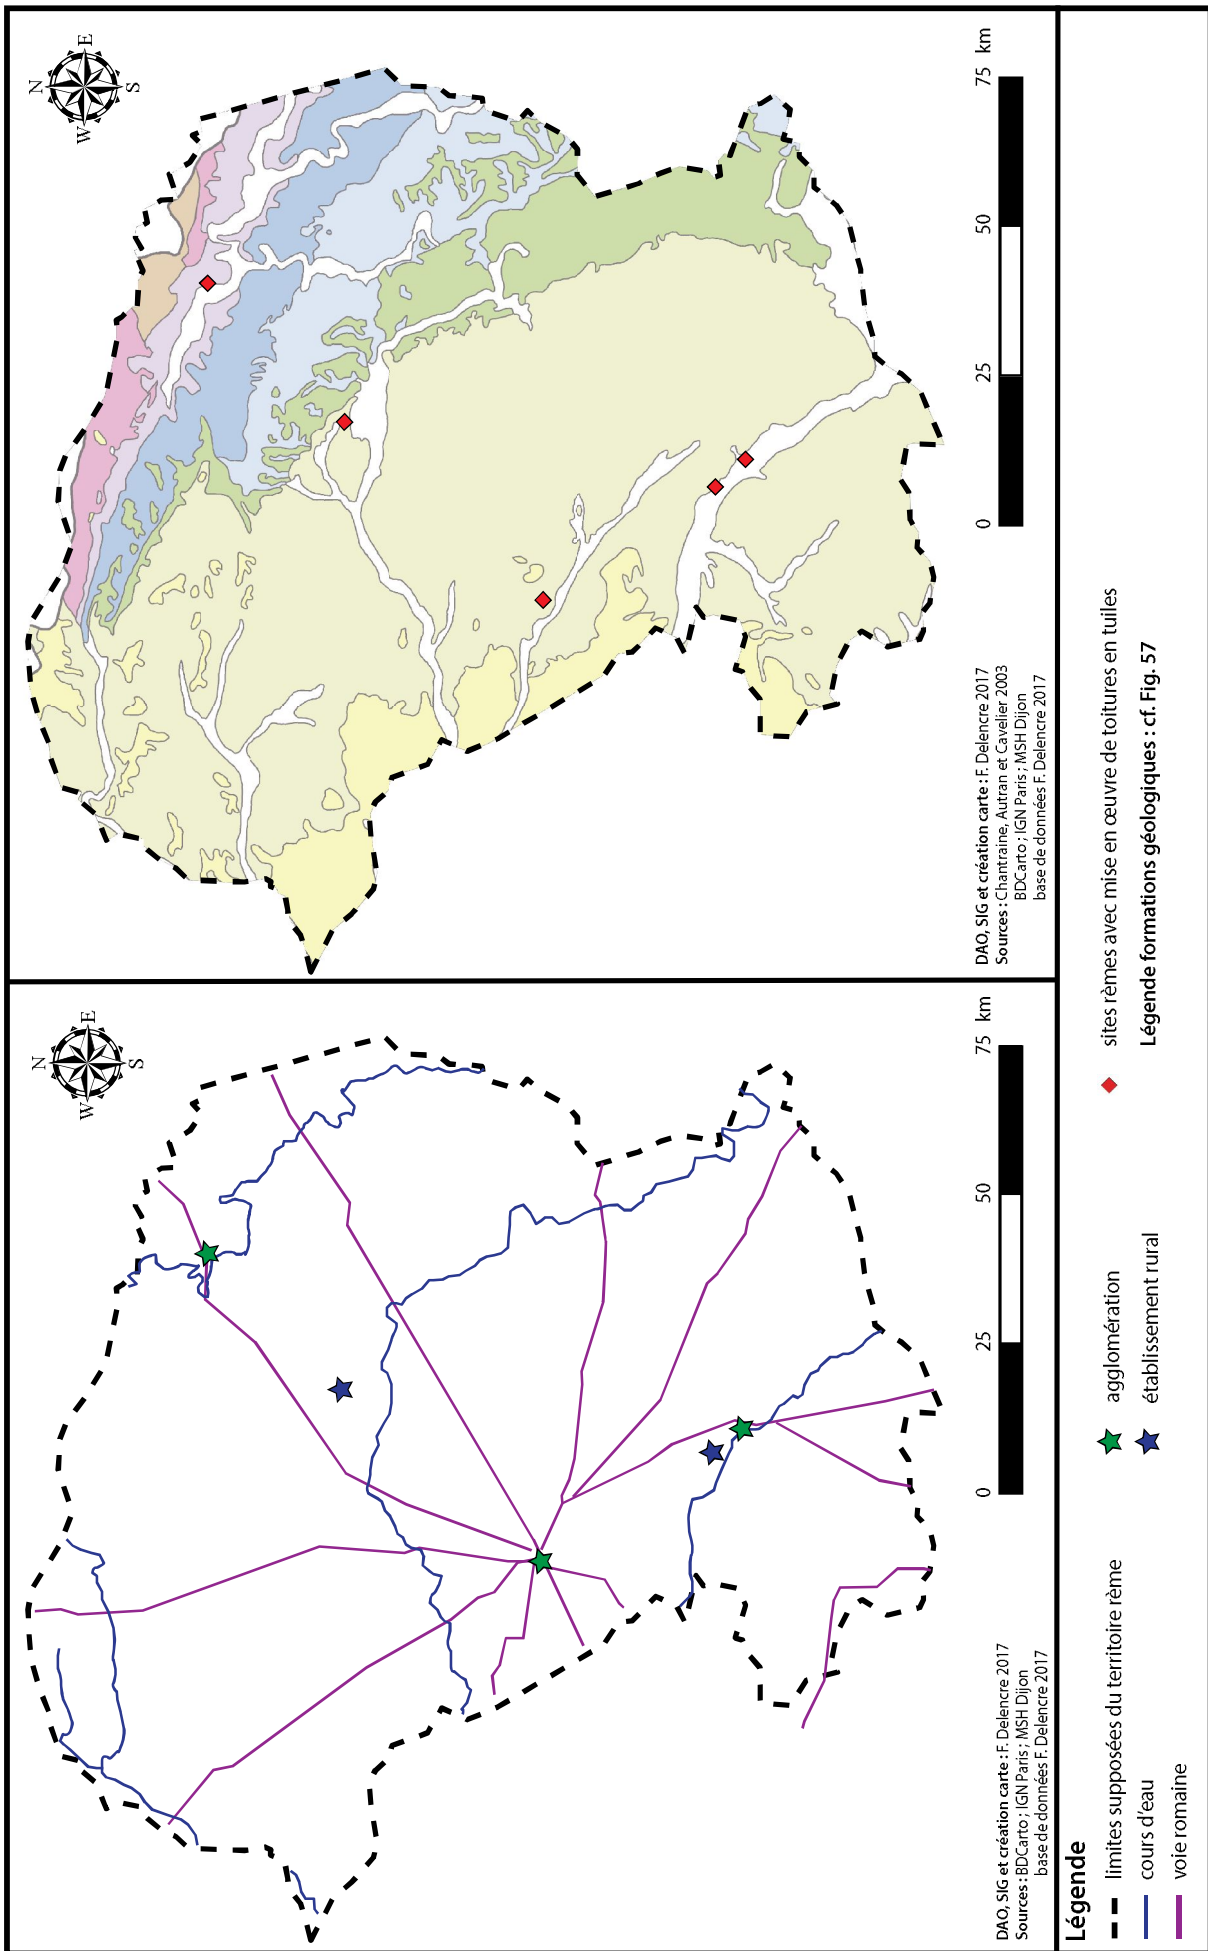 N
W
E
S
0
25
50
75
km
DAO, SIG et création carte : F. Delencre 2017
Sources : BDCarto ; IGN Paris ; MSH Dijon
base de données F. Delencre 2017
N
W
E
S
0
25
50
75
km
DAO, SIG et création carte : F. Delencre 2017
Sources : Chantraine, Autran et Cavelier 2003
BDCarto ; IGN Paris ; MSH Dijon
base de données F. Delencre 2017
Légende
limites supposées du territoire rème
cours d'eau
voie romaine
agglomération
établissement rural
sites rèmes avec mise en œuvre de toitures en tuiles
Légende formations géologiques : cf. Fig. 57